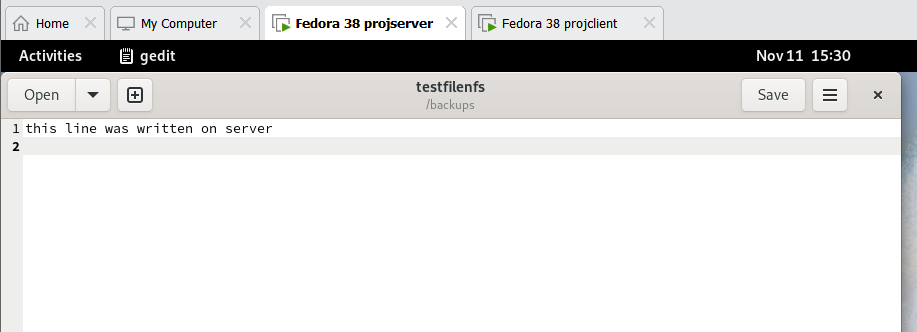 Home
My Computer
Fedora 38 projserver
Fedora 38 projclient
Activities
gedit
Nov 11 15:30
Open
testfilenfs
/backups
Save
1 this line was written on server
2